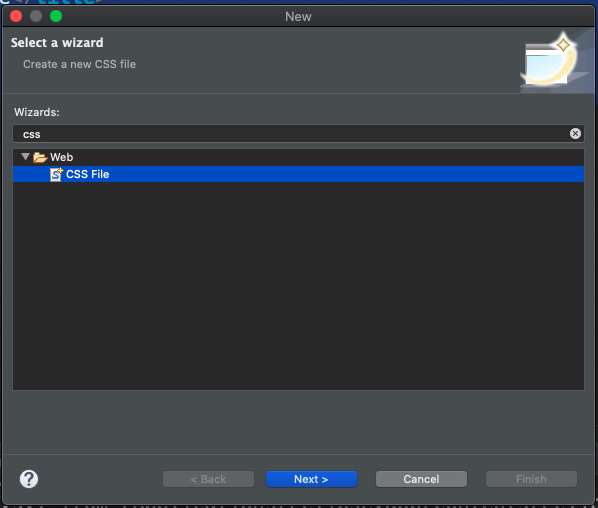 New
Select a wizard
Create a new CSS file
Wizards:
css
Web
CSS File
?
< Back
Next >
Cancel
Finish